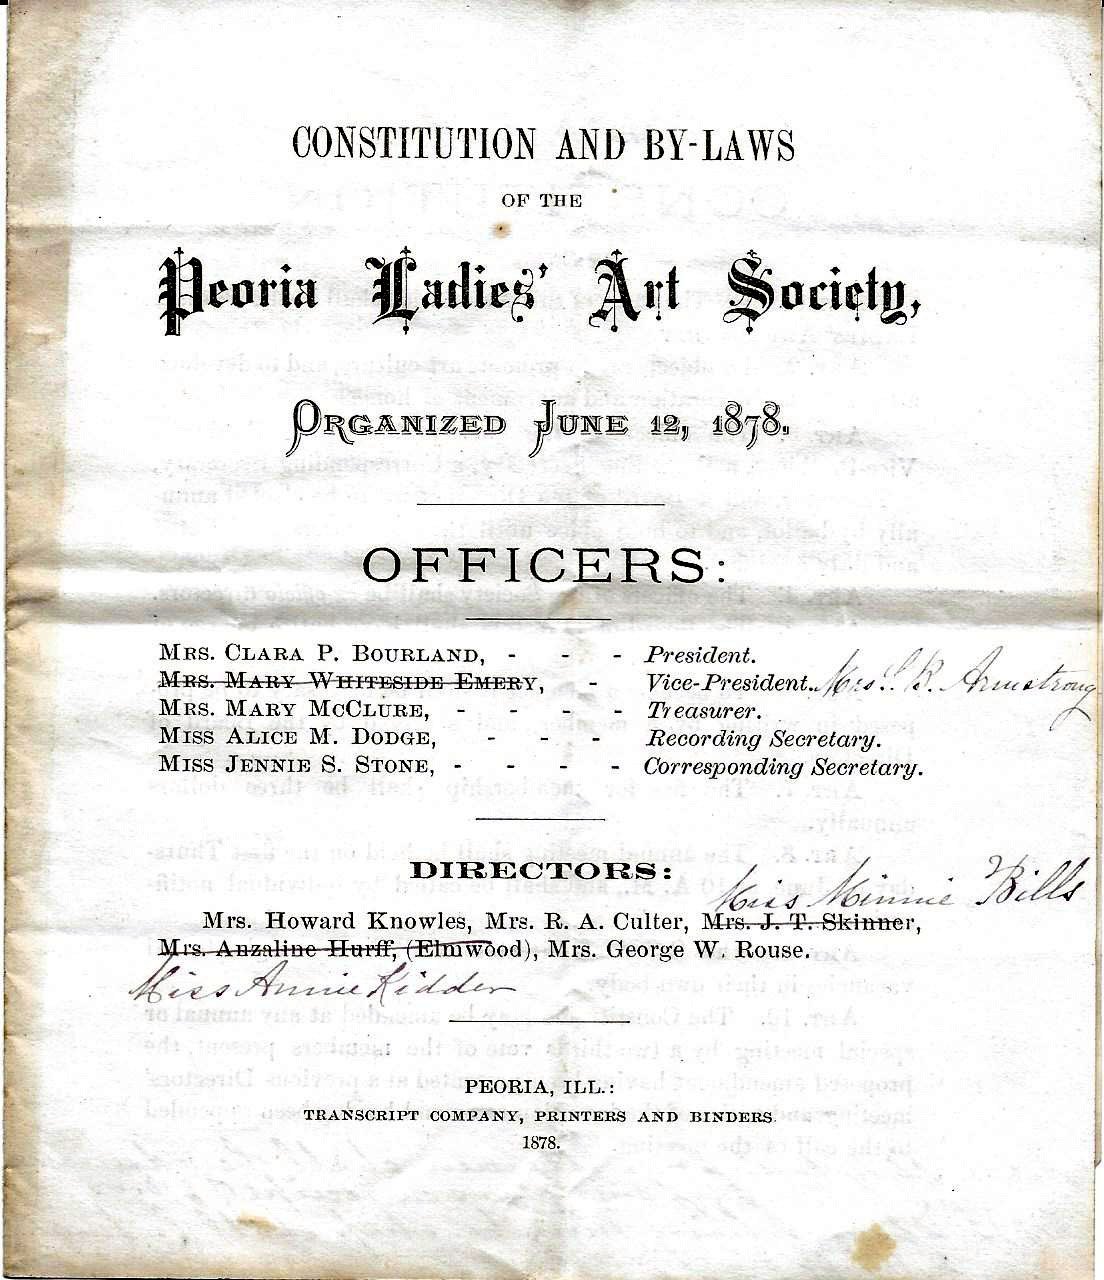 CONSTITUTION AND BY-LAWS
OF THE
Peoria Ladies' Art Society,
ORGANIZED JUNE 12, 1878.
OFFICERS:
MRS. CLARA P. BOURLAND, - - - President.
MRS. MARY WHITESIDE EMERY, - Vice-President. Mrs S. B. Armstrong
MRS. MARY MCCLURE, - - - - Treasurer.
MISS ALICE M. DODGE, - - - Recording Secretary.
MISS JENNIE S. STONE, - - - - Corresponding Secretary.
DIRECTORS:
Miss Minnie Bills
Mrs. Howard Knowles, Mrs. R. A. Culter, Mrs. J. T. Skinner,
Mrs. Anzaline Hurff, (Elmwood), Mrs. George W. Rouse.
Miss Annie Kidder
PEORIA, ILL.:
TRANSCRIPT COMPANY, PRINTERS AND BINDERS.
1878.